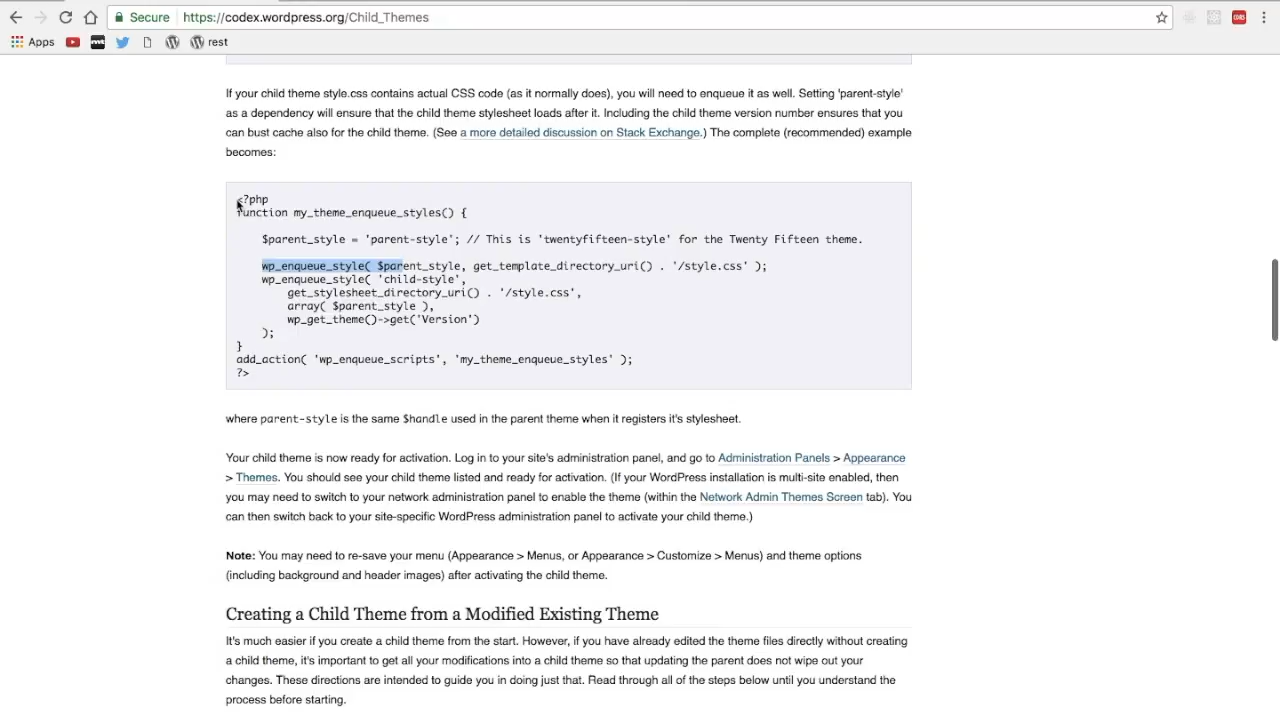 Secure
https://codex.wordpress.org/Child_Themes
Apps
rest
If your child theme style.css contains actual CSS code (as it normally does), you will need to enqueue it as well. Setting 'parent-style'
as a dependency will ensure that the child theme stylesheet loads after it. Including the child theme version number ensures that you
can bust cache also for the child theme. (See a more detailed discussion on Stack Exchange.) The complete (recommended) example
becomes:
<?php
function my_theme_enqueue_styles() {
$parent_style = 'parent-style'; // This is 'twentyfifteen-style' for the Twenty Fifteen theme.
wp_enqueue_style( $parent_style, get_template_directory_uri() . '/style.css' );
wp_enqueue_style( 'child-style',
get_stylesheet_directory_uri() . '/style.css',
array( $parent_style ),
wp_get_theme()->get('Version')
);
}
add_action( 'wp_enqueue_scripts', 'my_theme_enqueue_styles' );
?>
where parent-style is the same $handle used in the parent theme when it registers it's stylesheet.
Your child theme is now ready for activation. Log in to your site's administration panel, and go to Administration Panels > Appearance
> Themes. You should see your child theme listed and ready for activation. (If your WordPress installation is multi-site enabled, then
you may need to switch to your network administration panel to enable the theme (within the Network Admin Themes Screen tab). You
can then switch back to your site-specific WordPress administration panel to activate your child theme.)
Note: You may need to re-save your menu (Appearance > Menus, or Appearance > Customize > Menus) and theme options
(including background and header images) after activating the child theme.
Creating a Child Theme from a Modified Existing Theme
It's much easier if you create a child theme from the start. However, if you have already edited the theme files directly without creating
a child theme, it's important to get all your modifications into a child theme so that updating the parent does not wipe out your
changes. These directions are intended to guide you in doing just that. Read through all of the steps below until you understand the
process before starting.